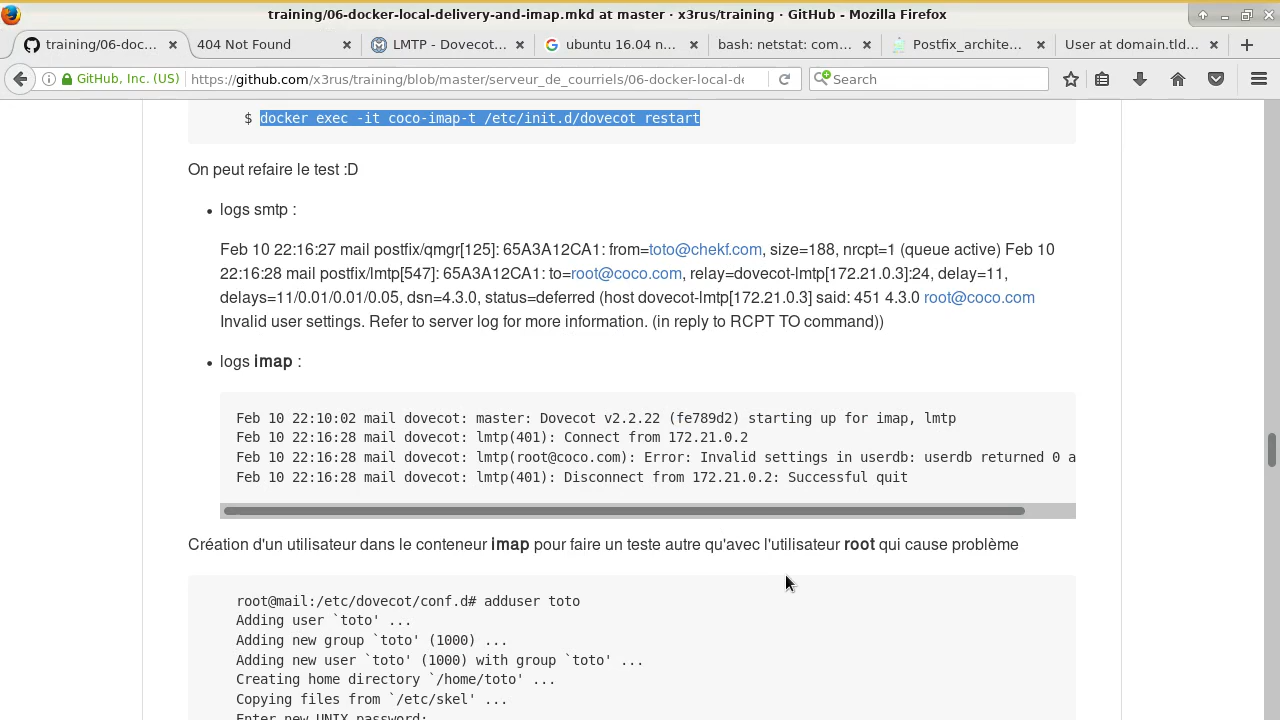 training/06-docker-local-delivery-and-imap.mkd at master · x3rus/training · GitHub - Mozilla Firefox
training/06-doc... 404 Not Found LMTP - Dovecot... ubuntu 16.04 n... bash: netstat: com... Postfix_archite... User at domain.tld...
GitHub, Inc. (US) https://github.com/x3rus/training/blob/master/serveur_de_courriels/06-docker-local-de Search
$ docker exec -it coco-imap-t /etc/init.d/dovecot restart
On peut refaire le test :D
• logs smtp :
Feb 10 22:16:27 mail postfix/qmgr[125]: 65A3A12CA1: from=toto@chekf.com, size=188, nrcpt=1 (queue active) Feb 10
22:16:28 mail postfix/lmtp[547]: 65A3A12CA1: to=root@coco.com, relay=dovecot-lmtp[172.21.0.3]:24, delay=11,
delays=11/0.01/0.01/0.05, dsn=4.3.0, status=deferred (host dovecot-lmtp[172.21.0.3] said: 451 4.3.0 root@coco.com
Invalid user settings. Refer to server log for more information. (in reply to RCPT TO command))
• logs imap :
Feb 10 22:10:02 mail dovecot: master: Dovecot v2.2.22 (fe789d2) starting up for imap, lmtp
Feb 10 22:16:28 mail dovecot: lmtp(401): Connect from 172.21.0.2
Feb 10 22:16:28 mail dovecot: lmtp(root@coco.com): Error: Invalid settings in userdb: userdb returned 0 a
Feb 10 22:16:28 mail dovecot: lmtp(401): Disconnect from 172.21.0.2: Successful quit
Création d'un utilisateur dans le conteneur imap pour faire un teste autre qu'avec l'utilisateur root qui cause problème
root@mail:/etc/dovecot/conf.d# adduser toto
Adding user `toto' ...
Adding new group `toto' (1000) ...
Adding new user `toto' (1000) with group `toto' ...
Creating home directory `/home/toto' ...
Copying files from `/etc/skel' ...
Enter new UNIX password: